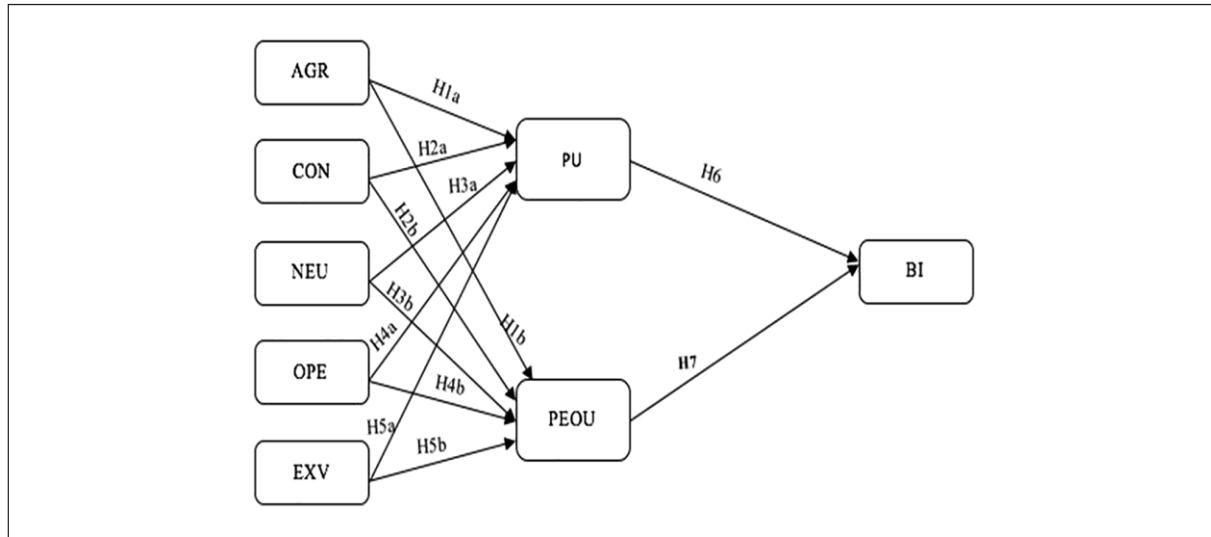 AGR
H1a
CON
H2a
PU
H3a
H6
H2b
NEU
BI
H3b
H4a
H1b
OPE
H4b
H7
PEOU
H5a
H5b
EXV